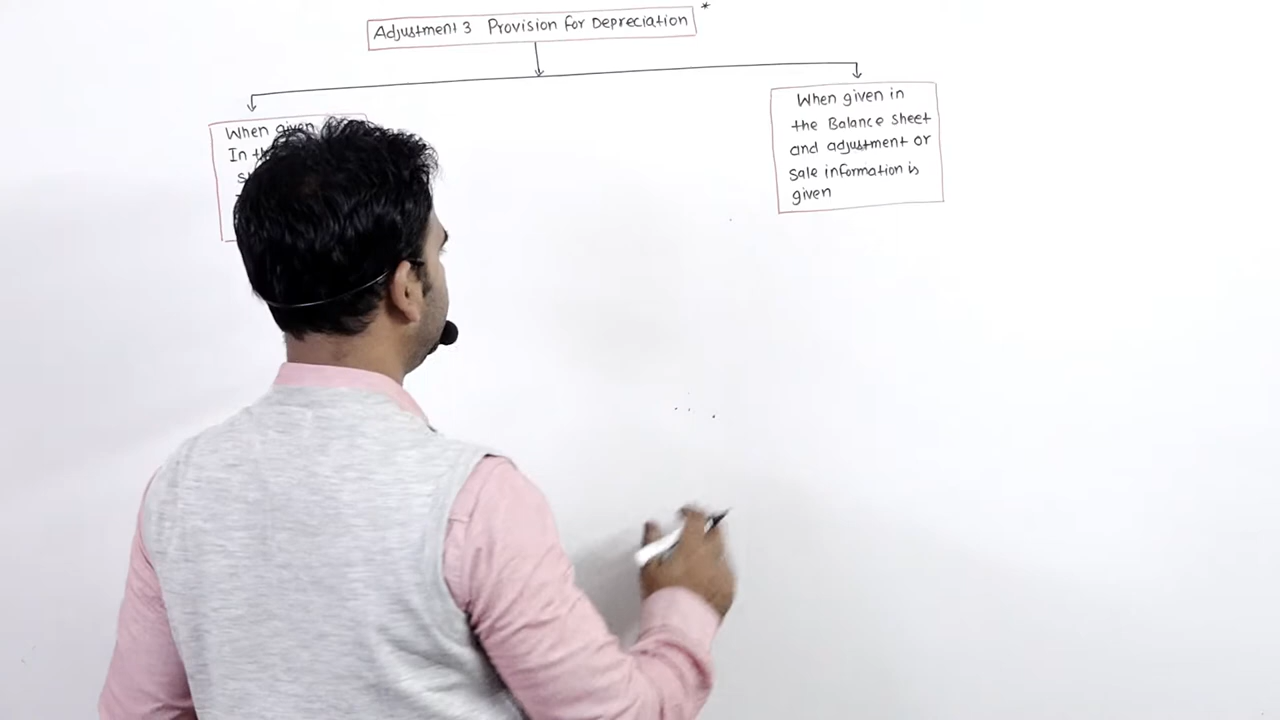 Adjustment 3 Provision for Depreciation *
When given
In
When given in
the Balance sheet
and adjustment or
Sale information is
given